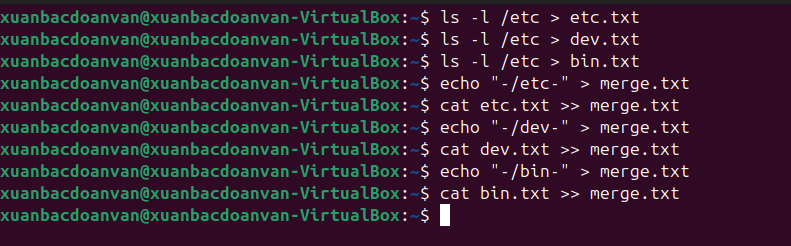 xuanbacdoanvan@xuanbacdoanvan-VirtualBox:~$ ls -l /etc > etc.txt
xuanbacdoanvan@xuanbacdoanvan-VirtualBox:~$ ls -l /etc > dev.txt
xuanbacdoanvan@xuanbacdoanvan-VirtualBox:~$ ls -l /etc > bin.txt
xuanbacdoanvan@xuanbacdoanvan-VirtualBox:~$ echo "-/etc-" > merge.txt
xuanbacdoanvan@xuanbacdoanvan-VirtualBox:~$ cat etc.txt >> merge.txt
xuanbacdoanvan@xuanbacdoanvan-VirtualBox:~$ echo "-/dev-" > merge.txt
xuanbacdoanvan@xuanbacdoanvan-VirtualBox:~$ cat dev.txt >> merge.txt
xuanbacdoanvan@xuanbacdoanvan-VirtualBox:~$ echo "-/bin-" > merge.txt
xuanbacdoanvan@xuanbacdoanvan-VirtualBox:~$ cat bin.txt >> merge.txt
xuanbacdoanvan@xuanbacdoanvan-VirtualBox:~$